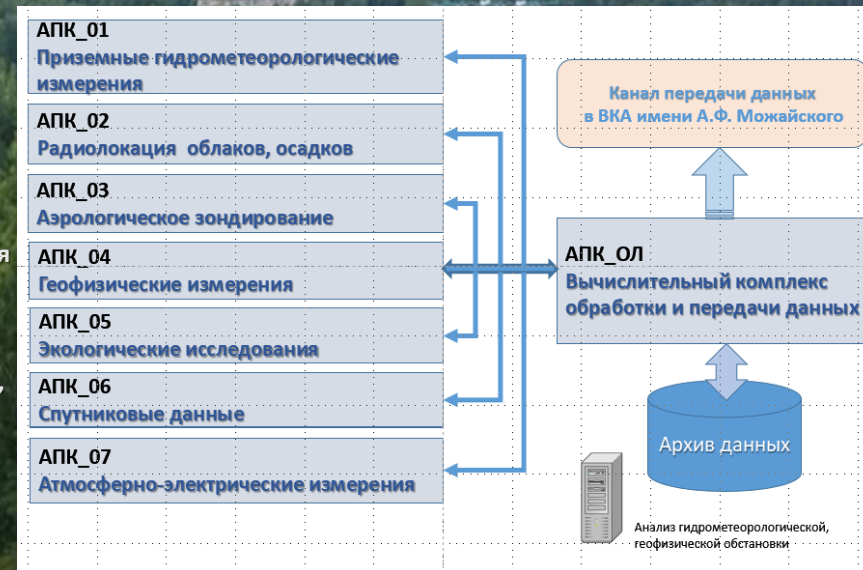 АПК_01
Приземные гидрометеорологические
измерения
АПК_02
Радиолокация облаков, осадков
АПК_03
Аэрологическое зондирование
я
АПК_04
Геофизические измерения
АПК_05
Экологические исследования
,
АПК_06
Спутниковые данные
АПК_07
Атмосферно-электрические измерения
Канал передачи данных
в ВКА имени А.Ф. Можайского
АПК_ОЛ
Вычислительный комплекс
обработки и передачи данных
Архив данных
Анализ гидрометеорологической,
геофизической обстановки